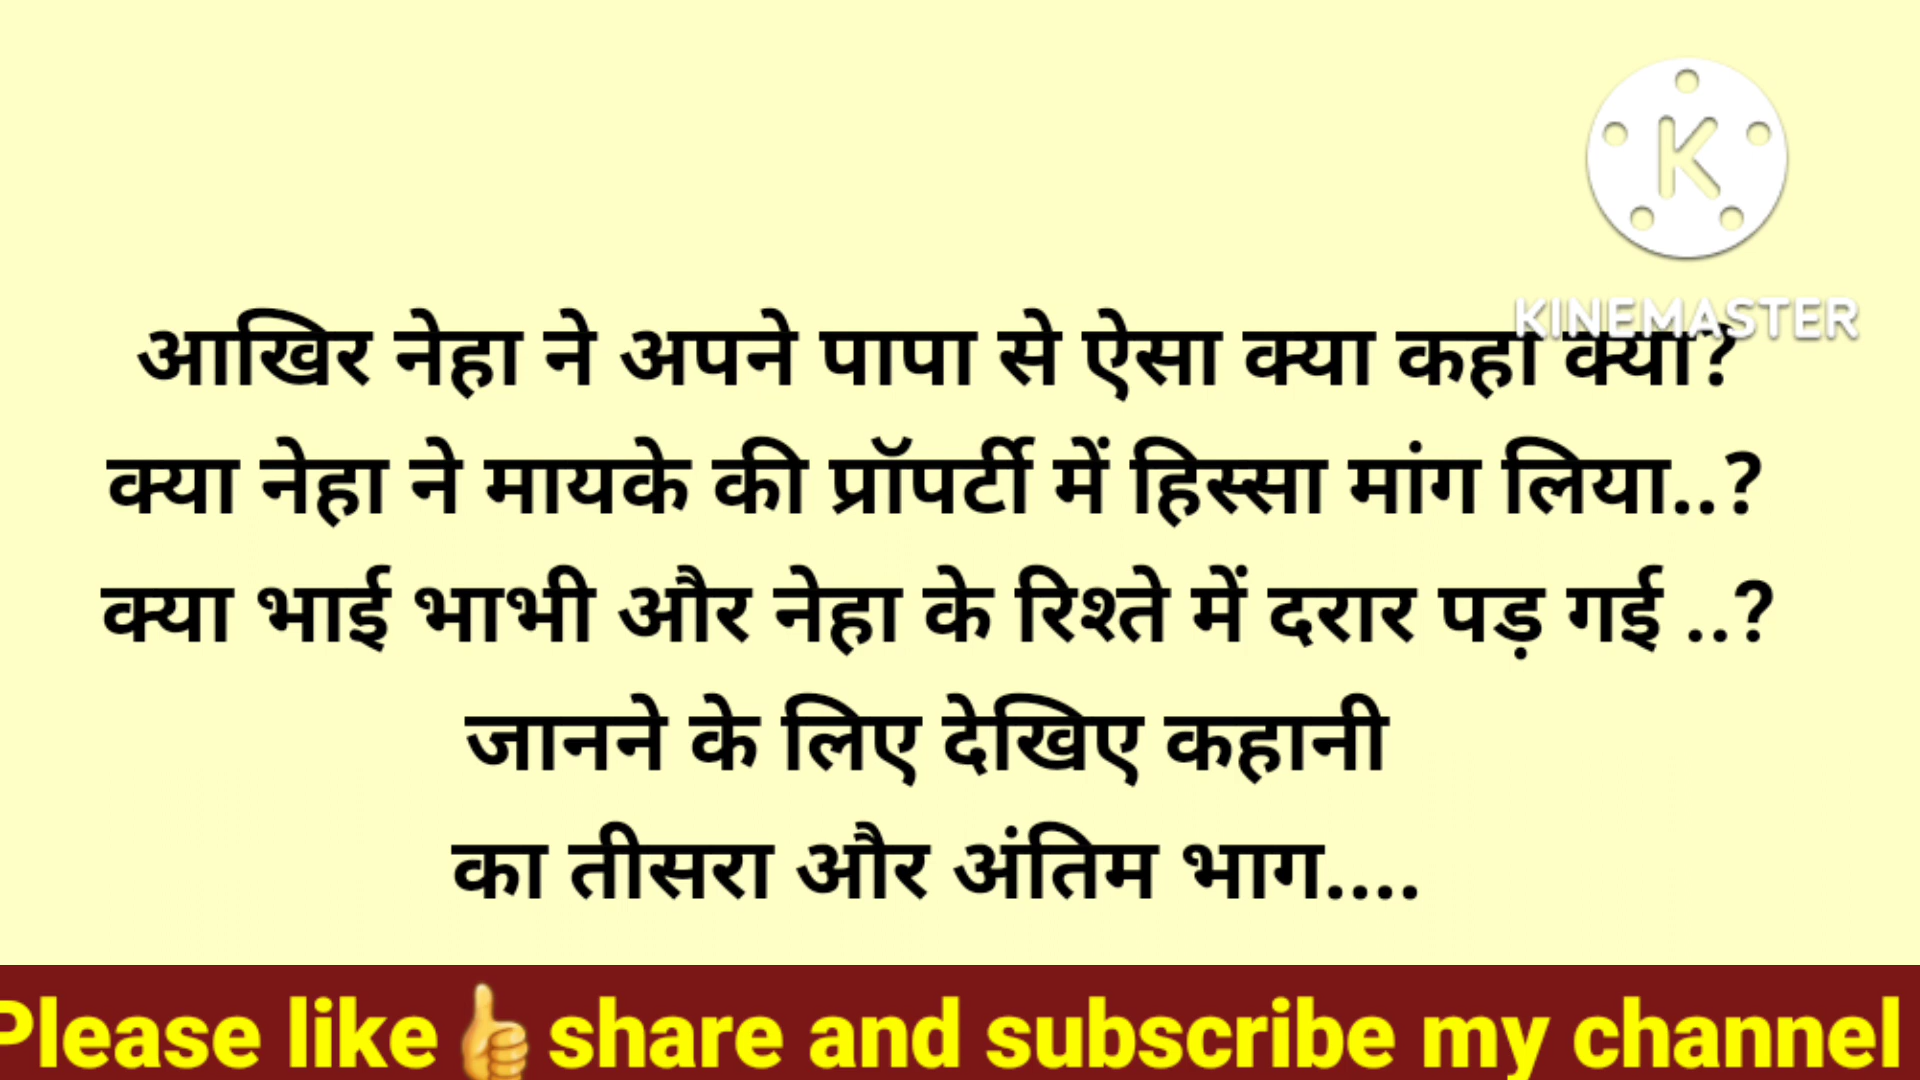 KINEMASTER
आखिर नेहा ने अपने पापा से ऐसा क्या कहा क्या?
क्या नेहा ने मायके की प्रॉपर्टी में हिस्सा मांग लिया..?
क्या भाई भाभी और नेहा के रिश्ते में दरार पड़ गई ..?
जानने के लिए देखिए कहानी
का तीसरा और अंतिम भाग....
Please like👍share and subscribe my channel